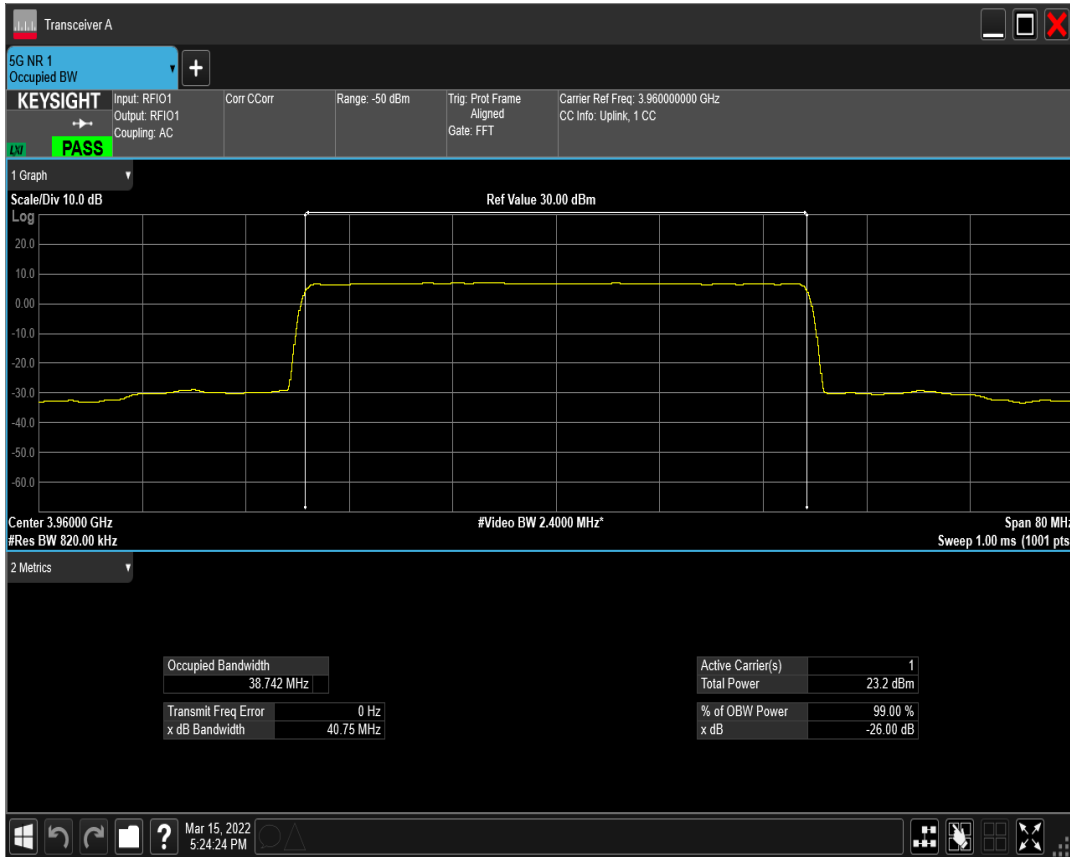 Transceiver A
5G NR 1
Occupied BW
KEYSIGHT
LXI
PASS
Input: RFIO1
Output: RFIO1
Coupling: AC
Corr CCorr
Range: -50 dBm
Trig: Prot Frame
Aligned
Gate: FFT
Carrier Ref Freq: 3.960000000 GHz
CC Info: Uplink, 1 CC
1 Graph
Scale/Div 10.0 dB
Ref Value 30.00 dBm
Log
20.0
10.0
0.00
-10.0
-20.0
-30.0
-40.0
-50.0
-60.0
Center 3.96000 GHz
#Video BW 2.4000 MHz*
Span 80 MHz
#Res BW 820.00 kHz
Sweep 1.00 ms (1001 pts
2 Metrics
Occupied Bandwidth
38.742 MHz
Transmit Freq Error 0 Hz
x dB Bandwidth 40.75 MHz
Active Carrier(s) 1
Total Power 23.2 dBm
% of OBW Power 99.00 %
x dB -26.00 dB
?
Mar 15, 2022
5:24:24 PM